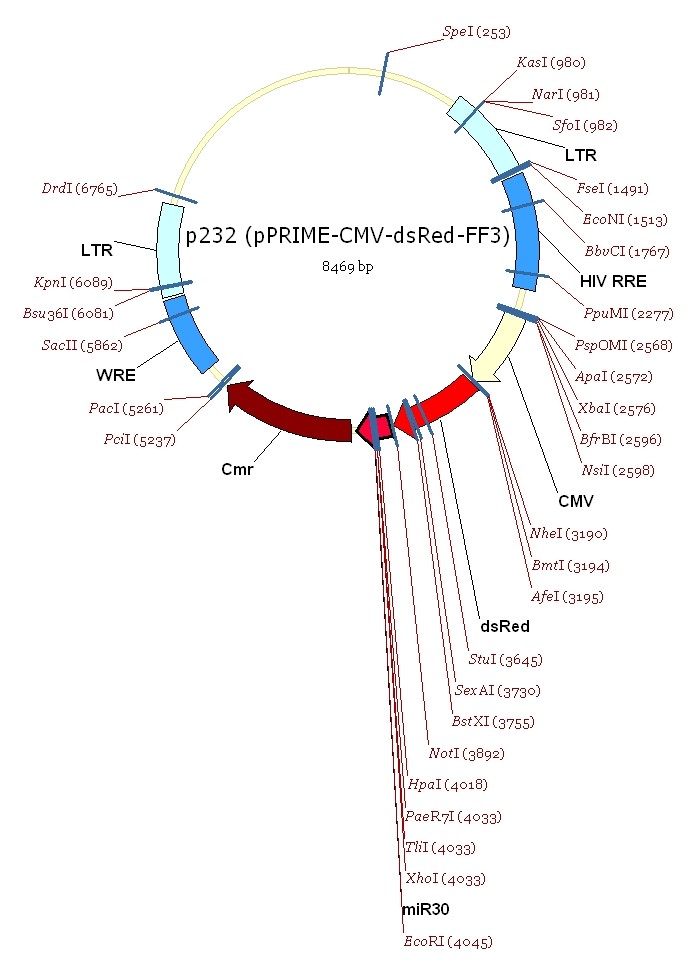 SpeI (253)
KasI (980)
NarI (981)
SfoI (982)
LTR
FseI (1491)
EcoNI (1513)
BbvCI (1767)
HIV RRE
PpuMI (2277)
PspOMI (2568)
ApaI (2572)
XbaI (2576)
BfrBI (2596)
NsiI (2598)
CMV
NheI (3190)
BmtI (3194)
AfeI (3195)
dsRed
StuI (3645)
SexAI (3730)
BstXI (3755)
NotI (3892)
HpaI (4018)
PaeR7I (4033)
TliI (4033)
XhoI (4033)
miR30
EcoRI (4045)
Cmr
PciI (5237)
PacI (5261)
WRE
SacII (5862)
Bsu36I (6081)
KpnI (6089)
LTR
DrdI (6765)
p232 (pPRIME-CMV-dsRed-FF3)
8469 bp